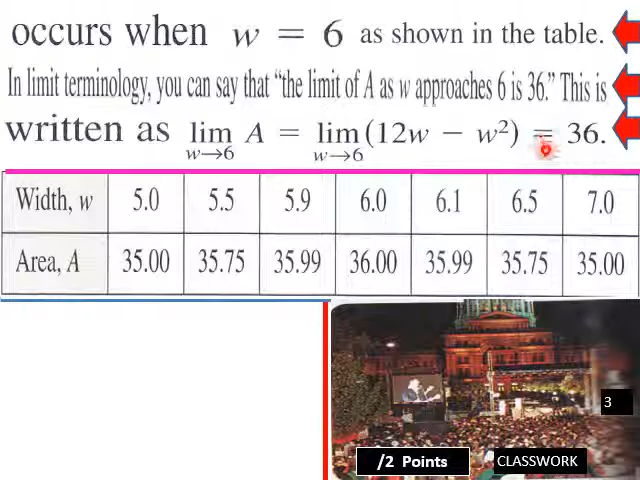 occurs when w = 6 as shown in the table.
In limit terminology, you can say that “the limit of A as w approaches 6 is 36.” This is
written as lim w→6 A = lim w→6 (12w − w²) = 36.
Width, w 5.0 5.5 5.9 6.0 6.1 6.5 7.0
Area, A 35.00 35.75 35.99 36.00 35.99 35.75 35.00
3
/2 Points
CLASSWORK